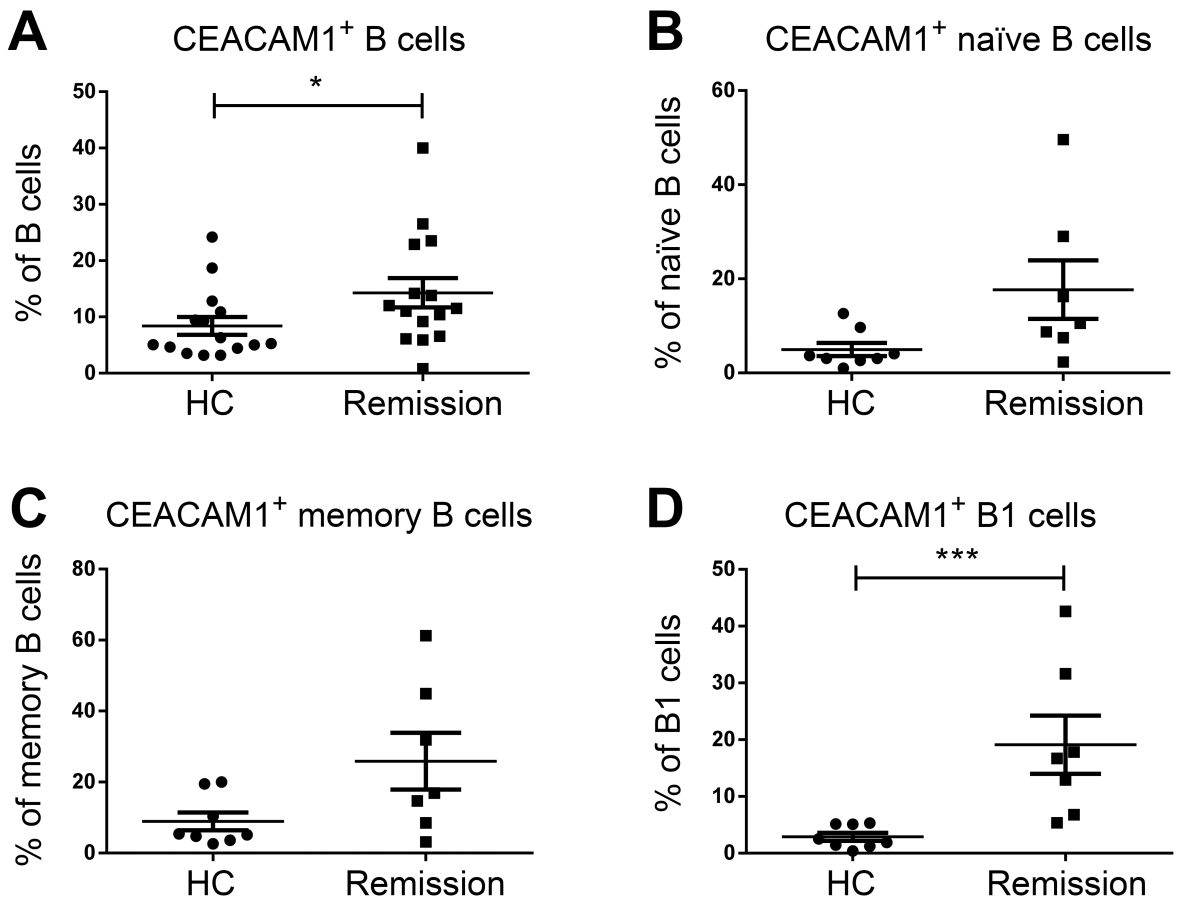 A CEACAM1+ B cells
% of B cells
50
40
30
20
10
0
*
HC Remission
B CEACAM1+ naïve B cells
% of naïve B cells
60
40
20
0
HC Remission
C CEACAM1+ memory B cells
% of memory B cells
80
60
40
20
0
HC Remission
D CEACAM1+ B1 cells
% of B1 cells
50
40
30
20
10
0
***
HC Remission